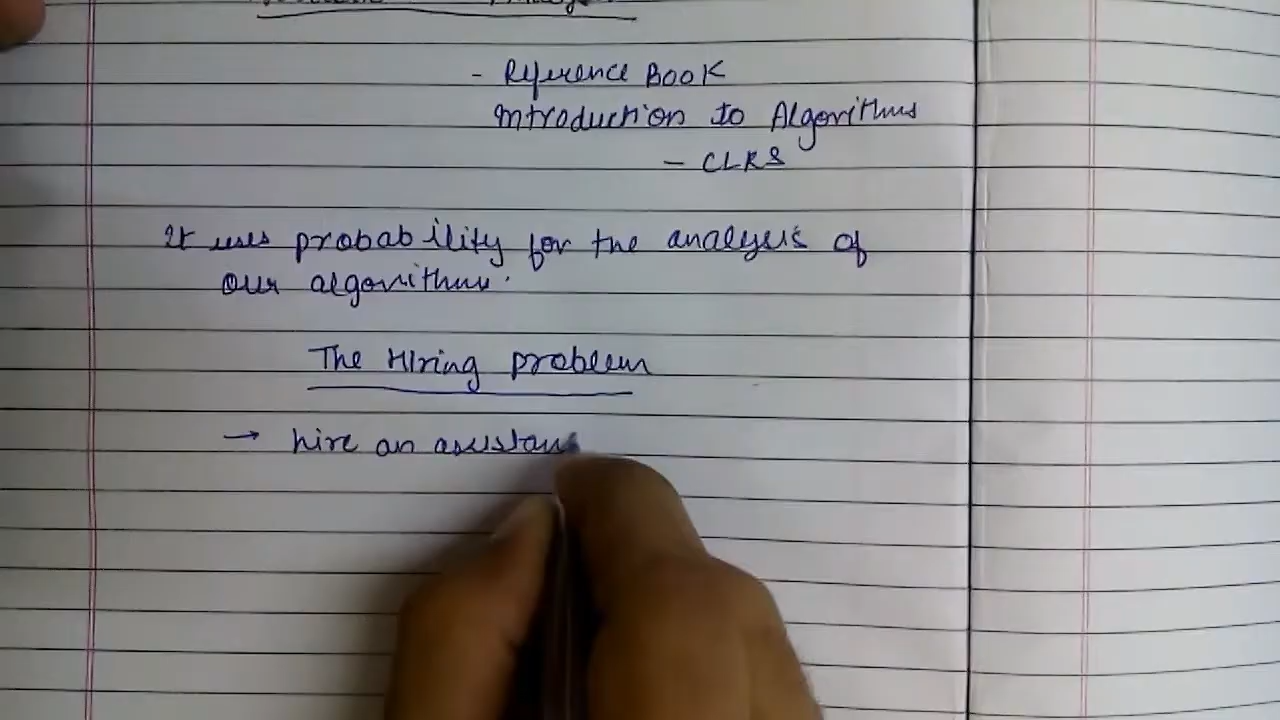 - Reference Book
Introduction to Algorithms
- CLRS
It uses probability for the analysis of
our algorithms.
The Hiring problem
→ hire an assistant